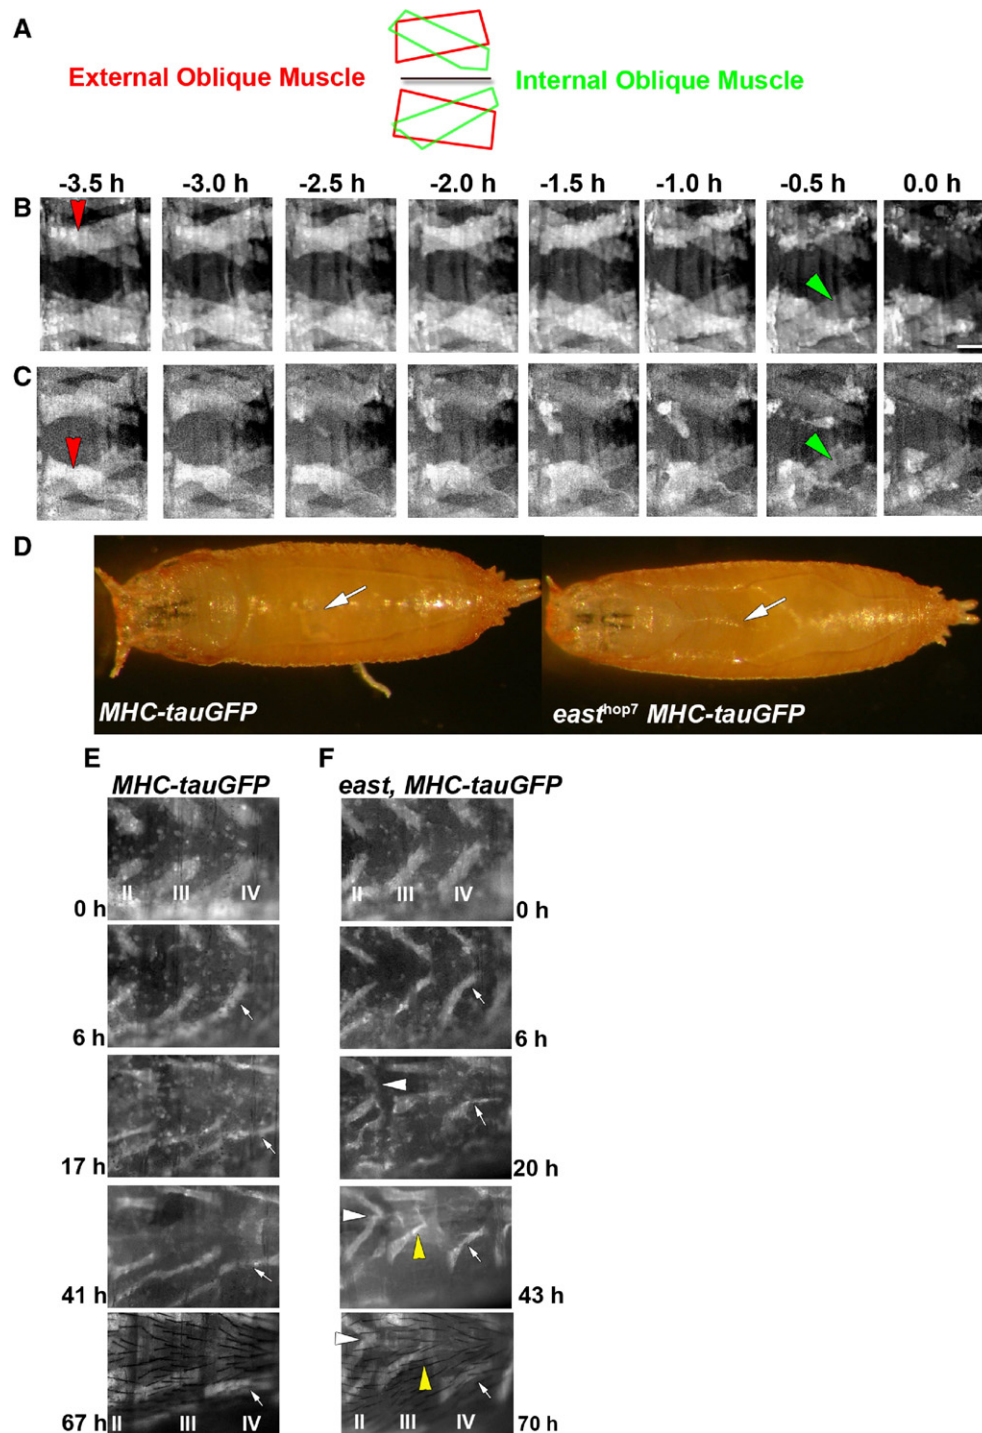 A
External Oblique Muscle
Internal Oblique Muscle
-3.5 h -3.0 h -2.5 h -2.0 h -1.5 h -1.0 h -0.5 h 0.0 h
B
C
D
MHC-tauGFP
east^hop7 MHC-tauGFP
E
MHC-tauGFP
II III IV
0 h
6 h
17 h
41 h
67 h
II III IV
F
east, MHC-tauGFP
II III IV
0 h
6 h
20 h
43 h
II III IV
70 h